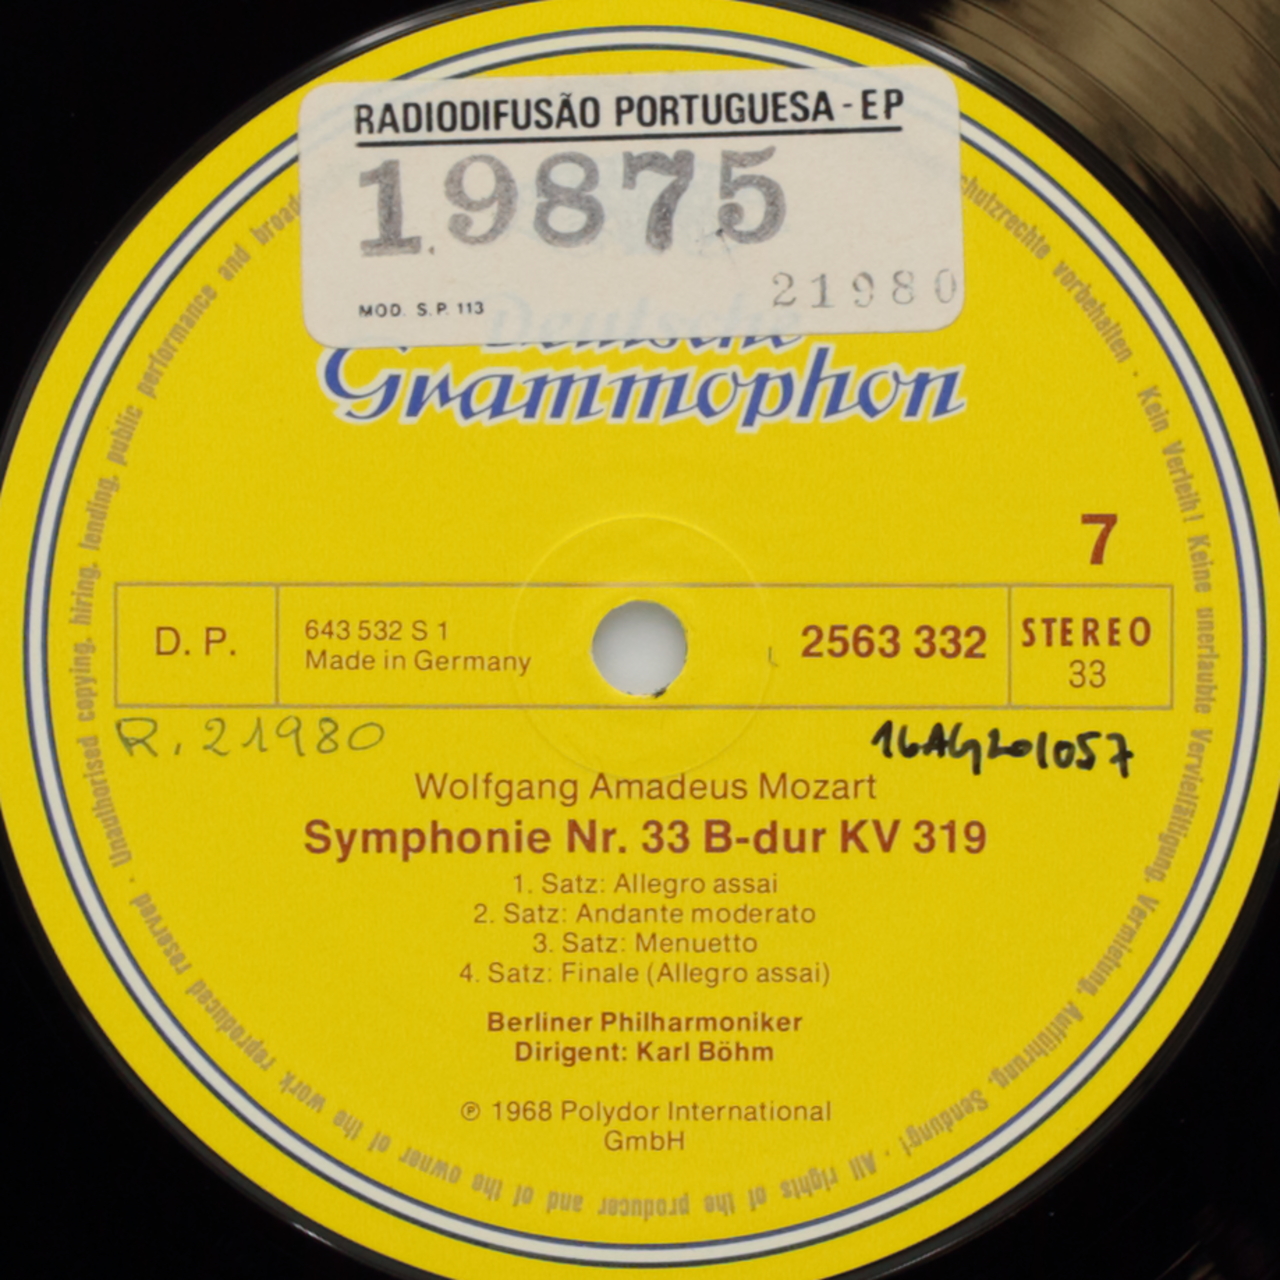 RADIODIFUSÃO PORTUGUESA - EP
19875
21980
MOD. S.P. 113
Deutsche
Grammophon
7
D. P.
643 532 S 1
Made in Germany
2563 332
STEREO
33
R. 21980
16AG201057
Wolfgang Amadeus Mozart
Symphonie Nr. 33 B-dur KV 319
1. Satz: Allegro assai
2. Satz: Andante moderato
3. Satz: Menuetto
4. Satz: Finale (Allegro assai)
Berliner Philharmoniker
Dirigent: Karl Böhm
℗ 1968 Polydor International
GmbH
schutzrechte vorbehalten · Kein Verleih! Keine unerlaubte Vervielfältigung, Vermietung, Aufführung, Sendung! · All rights of the producer and of the owner of the work reproduced reserved · Unauthorised copying, hiring, lending, public performance and broad